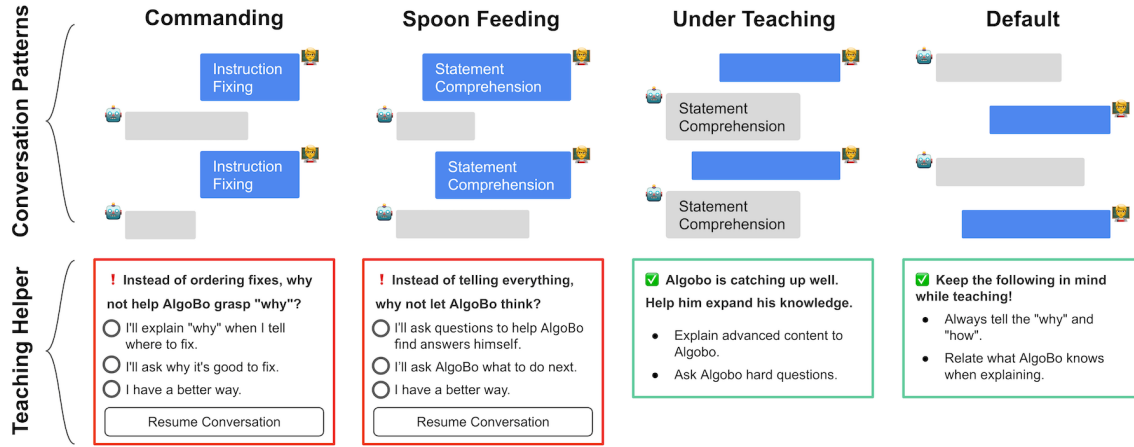 Conversation Patterns
Commanding
Instruction
Fixing
Instruction
Fixing
Spoon Feeding
Statement
Comprehension
Statement
Comprehension
Under Teaching
Statement
Comprehension
Statement
Comprehension
Default
Teaching Helper
❗ Instead of ordering fixes, why
not help AlgoBo grasp "why"?
I'll explain "why" when I tell
where to fix.
I'll ask why it's good to fix.
I have a better way.
Resume Conversation
❗ Instead of telling everything,
why not let AlgoBo think?
I'll ask questions to help AlgoBo
find answers himself.
I'll ask AlgoBo what to do next.
I have a better way.
Resume Conversation
✅ Algobo is catching up well.
Help him expand his knowledge.
● Explain advanced content to
Algobo.
● Ask Algobo hard questions.
✅ Keep the following in mind
while teaching!
● Always tell the "why" and
"how".
● Relate what AlgoBo knows
when explaining.